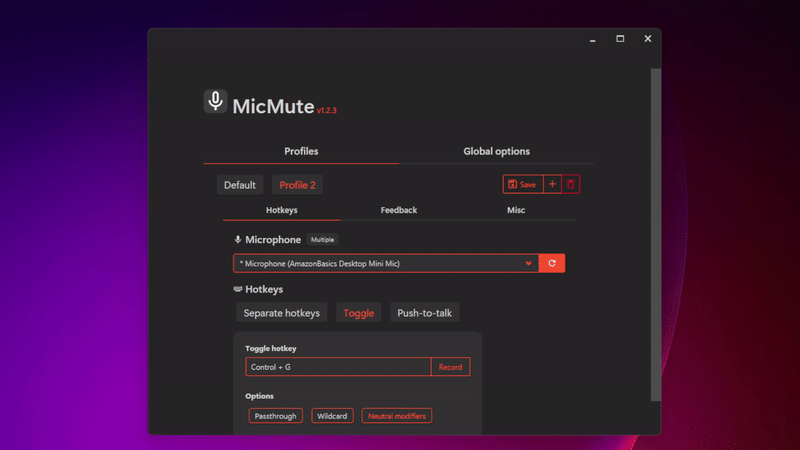 MicMute v1.2.3
Profiles Global options
Default Profile 2 Save +
Hotkeys Feedback Misc
Microphone Multiple
* Microphone (AmazonBasics Desktop Mini Mic)
Hotkeys
Separate hotkeys Toggle Push-to-talk
Toggle hotkey
Control + G Record
Options
Passthrough Wildcard Neutral modifiers